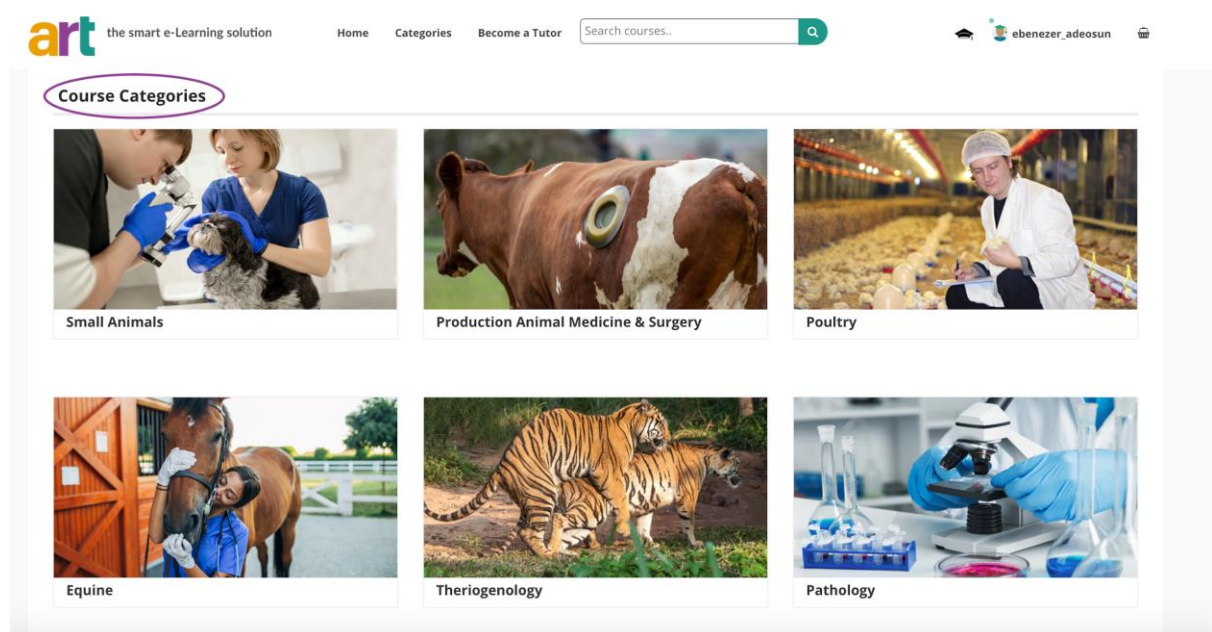 art the smart e-Learning solution Home Categories Become a Tutor Search courses.. ebenezer_adeosun
Course Categories
Small Animals Production Animal Medicine & Surgery Poultry
Equine Theriogenology Pathology